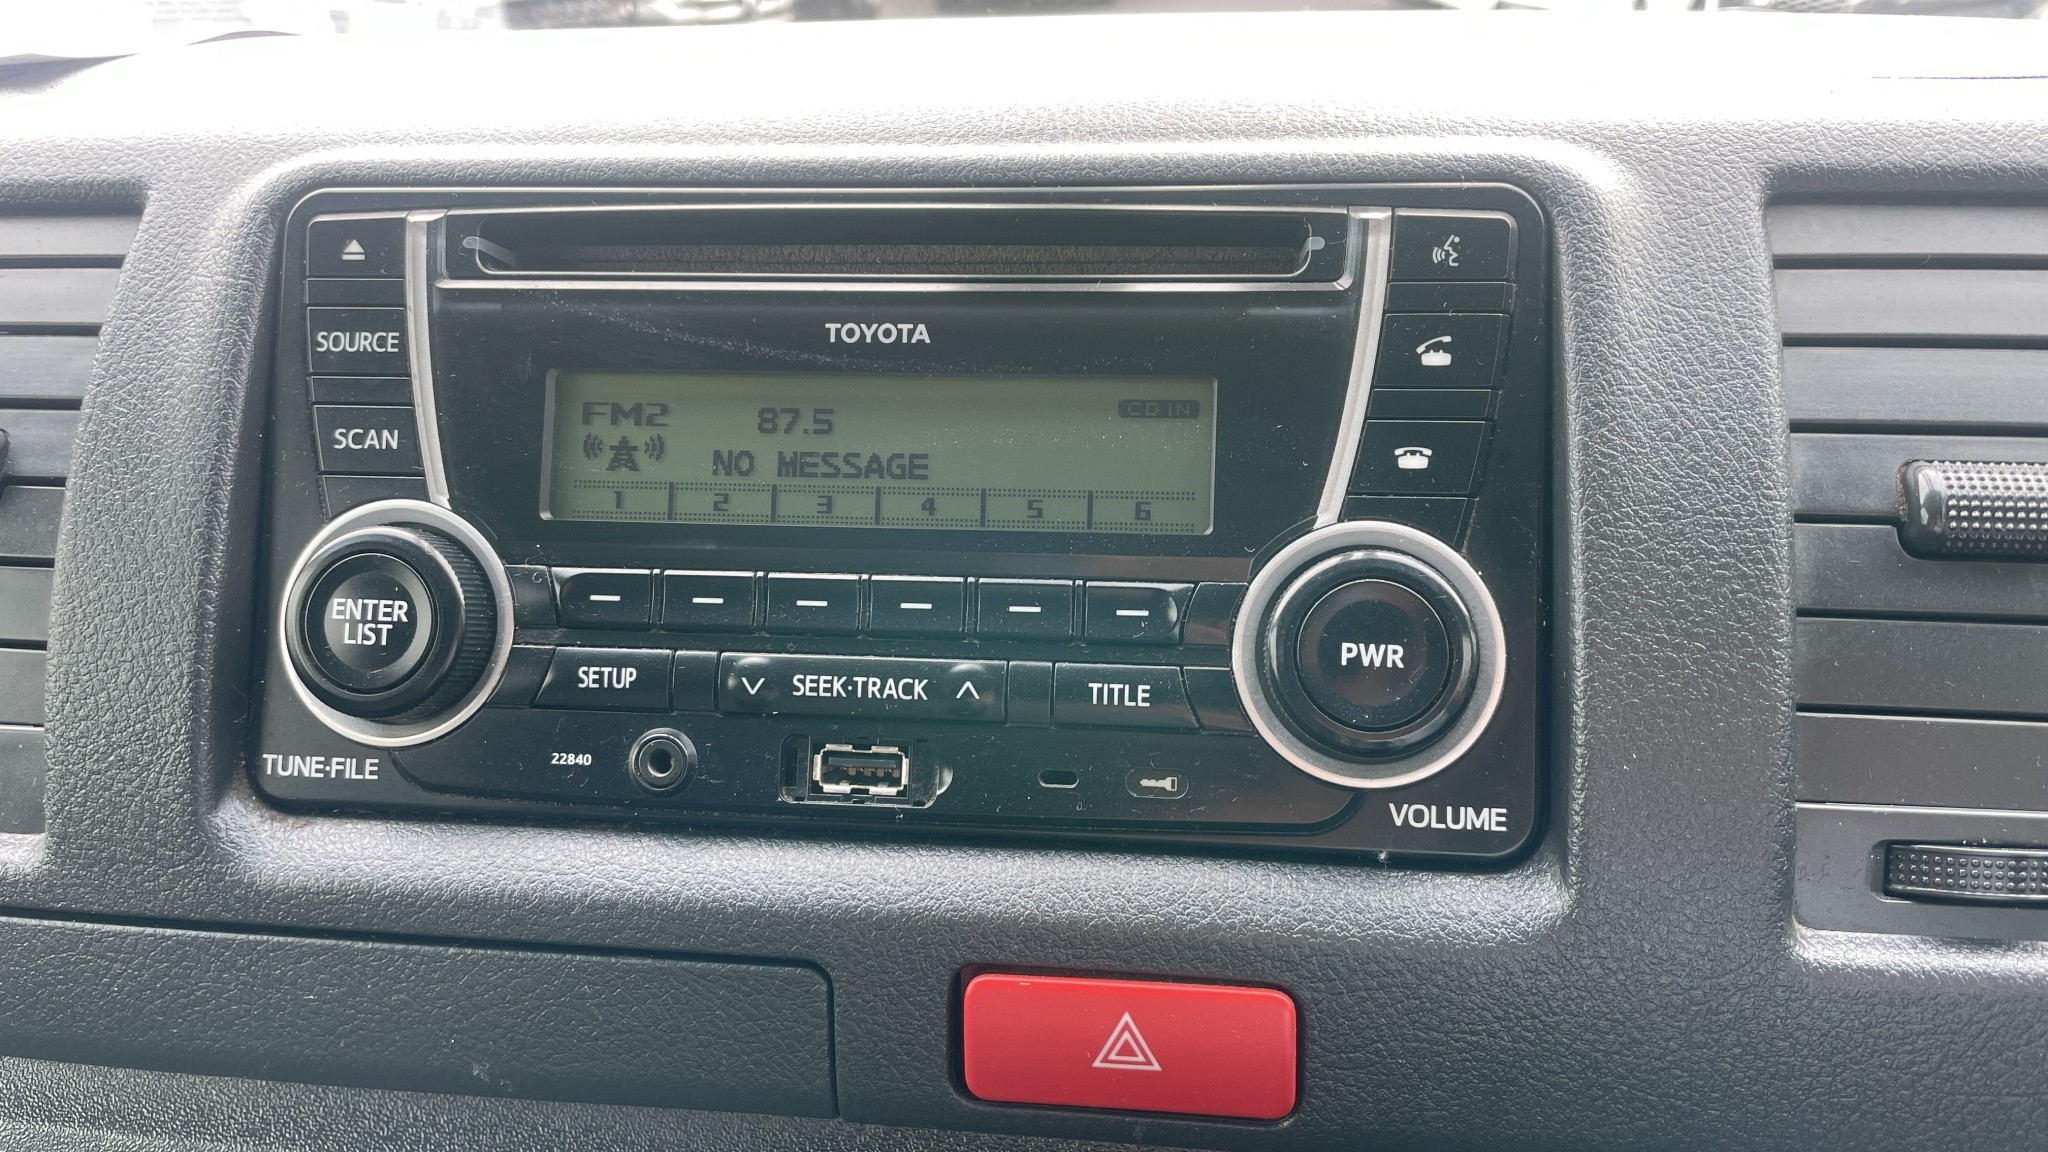 TOYOTA
SOURCE
SCAN
FM2 87.5 CD IN
NO MESSAGE
1 2 3 4 5 6
ENTER
LIST
PWR
SETUP
SEEK·TRACK
TITLE
22840
TUNE·FILE
VOLUME